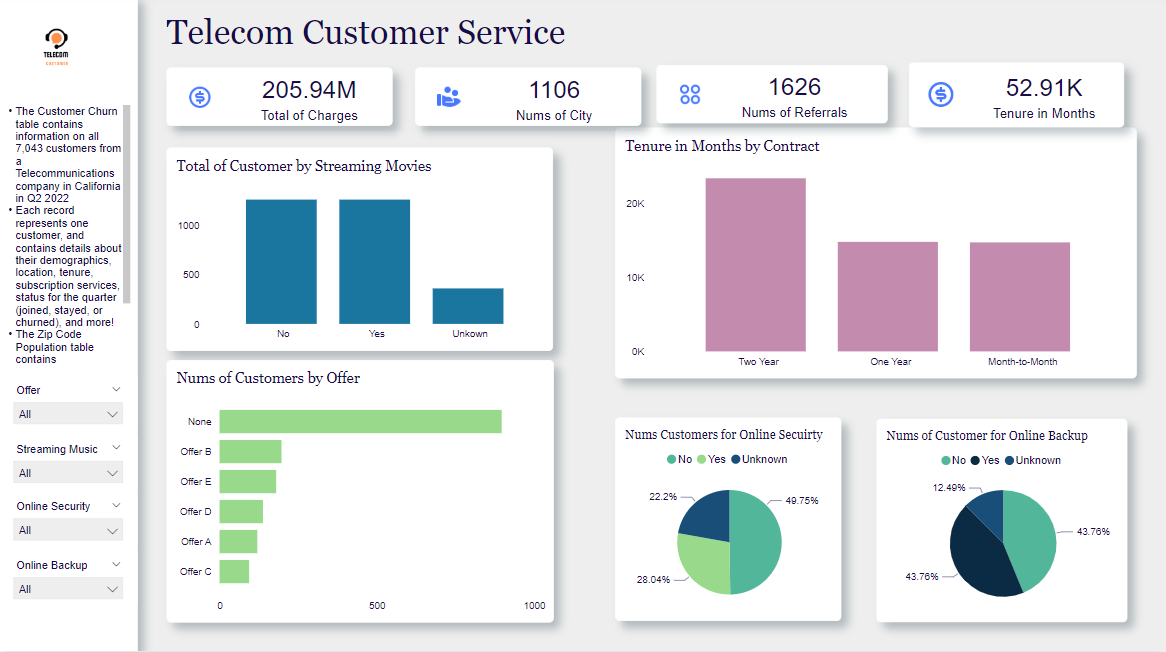 TELECOM
CUSTOMER
• The Customer Churn
table contains
information on all
7,043 customers from
a
Telecommunications
company in California
in Q2 2022
• Each record
represents one
customer, and
contains details about
their demographics,
location, tenure,
subscription services,
status for the quarter
(joined, stayed, or
churned), and more!
• The Zip Code
Population table
contains
Offer
All
Streaming Music
All
Online Security
All
Online Backup
All
Telecom Customer Service
205.94M
Total of Charges
1106
Nums of City
1626
Nums of Referrals
52.91K
Tenure in Months
Total of Customer by Streaming Movies
1000
500
0
No Yes Unkown
Tenure in Months by Contract
20K
10K
0K
Two Year One Year Month-to-Month
Nums of Customers by Offer
None
Offer B
Offer E
Offer D
Offer A
Offer C
0 500 1000
Nums Customers for Online Secuirty
No Yes Unknown
22.2% 49.75%
28.04%
Nums of Customer for Online Backup
No Yes Unknown
12.49%
43.76%
43.76%